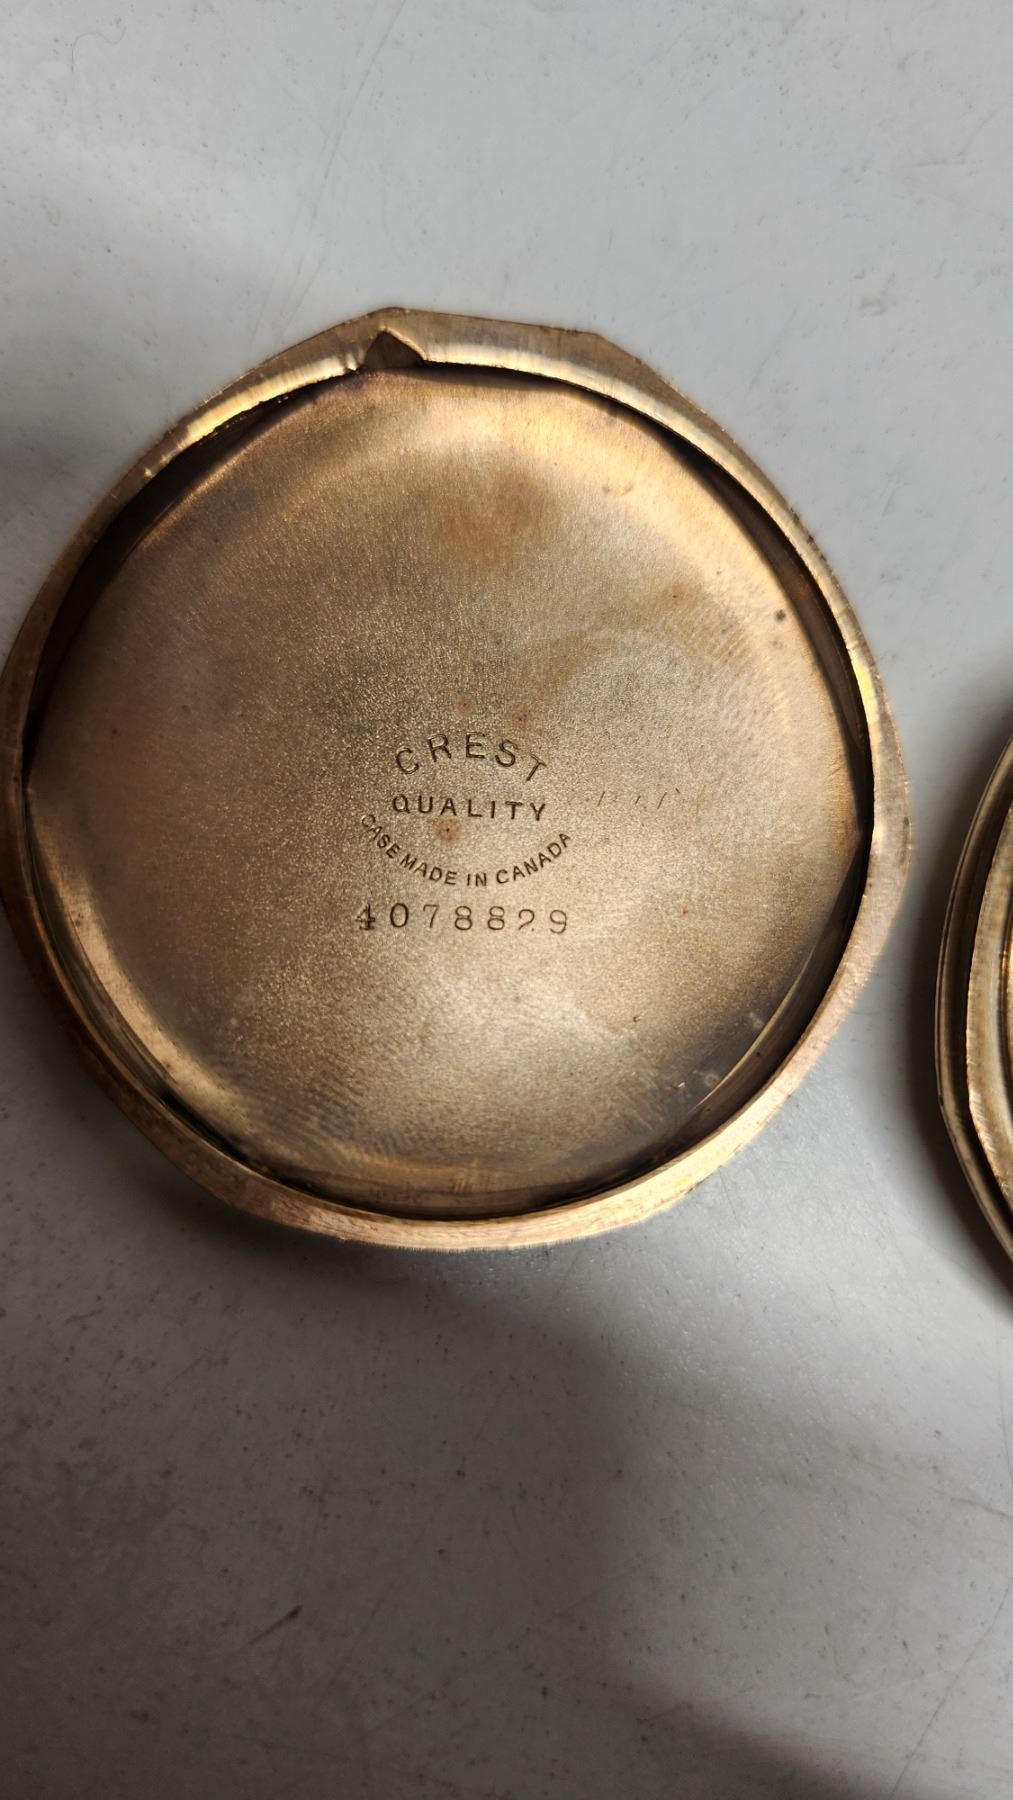 CREST
QUALITY
CASE MADE IN CANADA
4078829